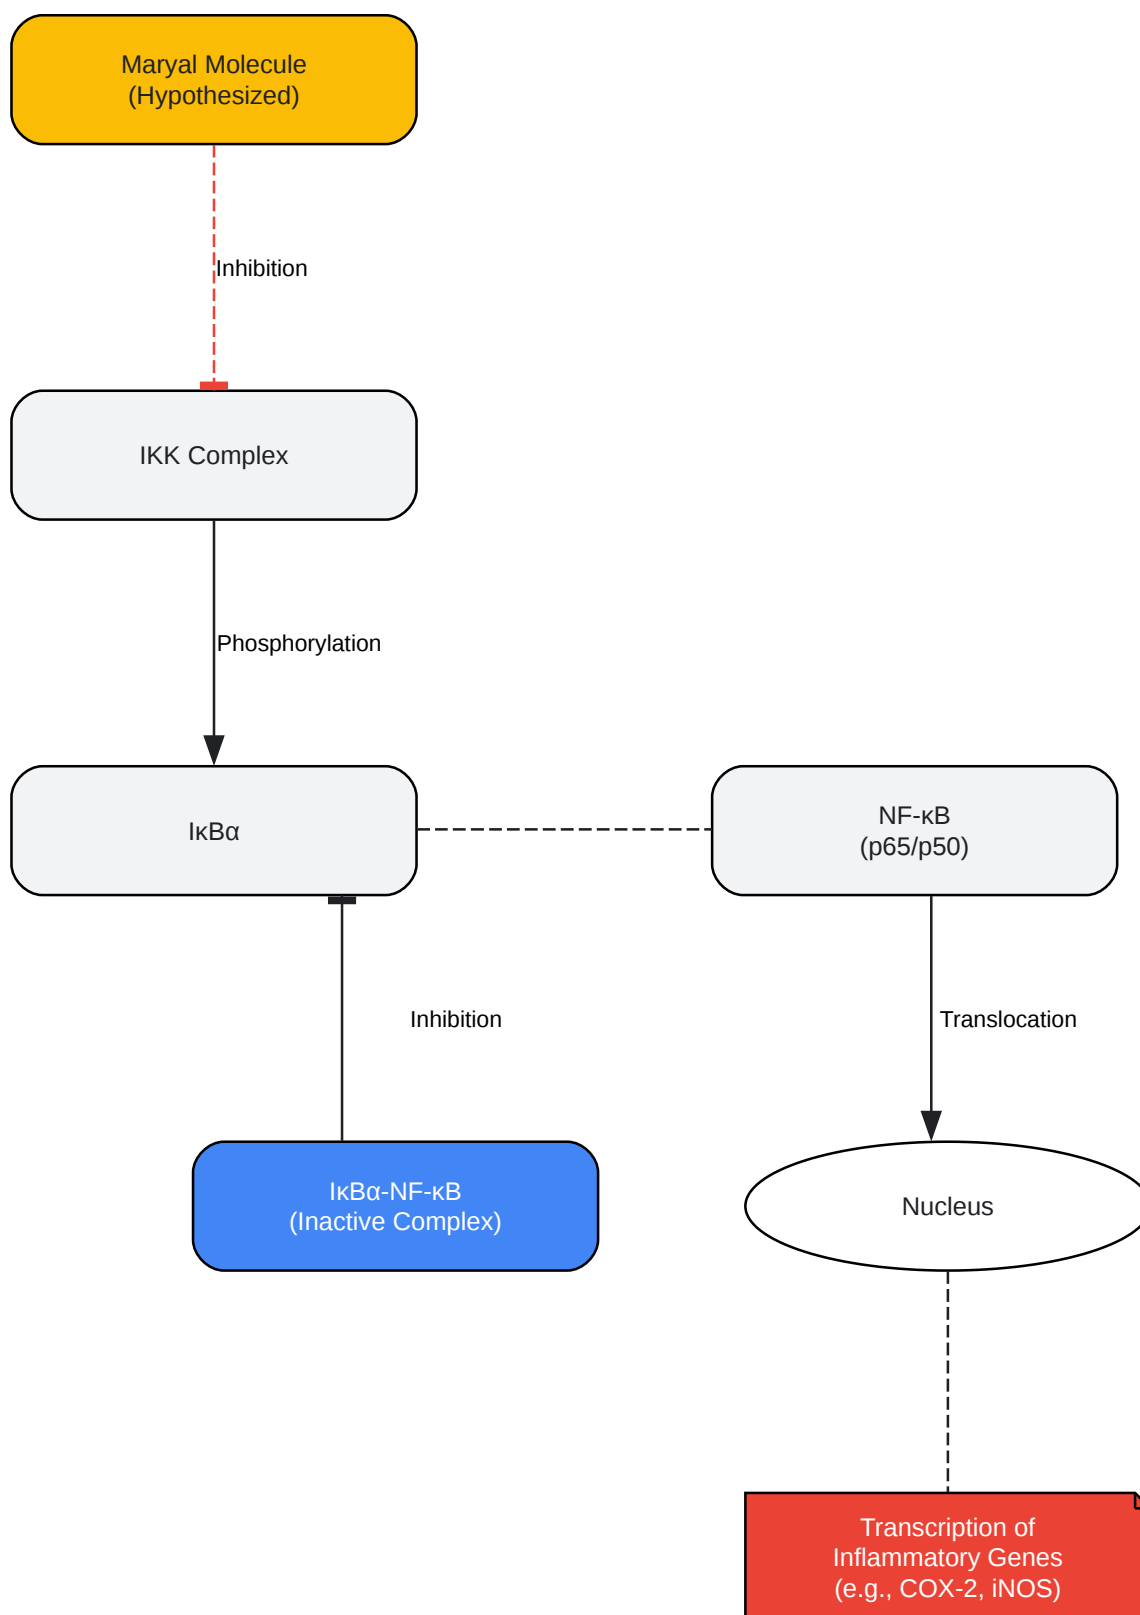 Maryal Molecule
(Hypothesized)
Inhibition
IKK Complex
Phosphorylation
IκBα
NF-κB
(p65/p50)
Inhibition
Translocation
IκBα-NF-κB
(Inactive Complex)
Nucleus
Transcription of
Inflammatory Genes
(e.g., COX-2, iNOS)